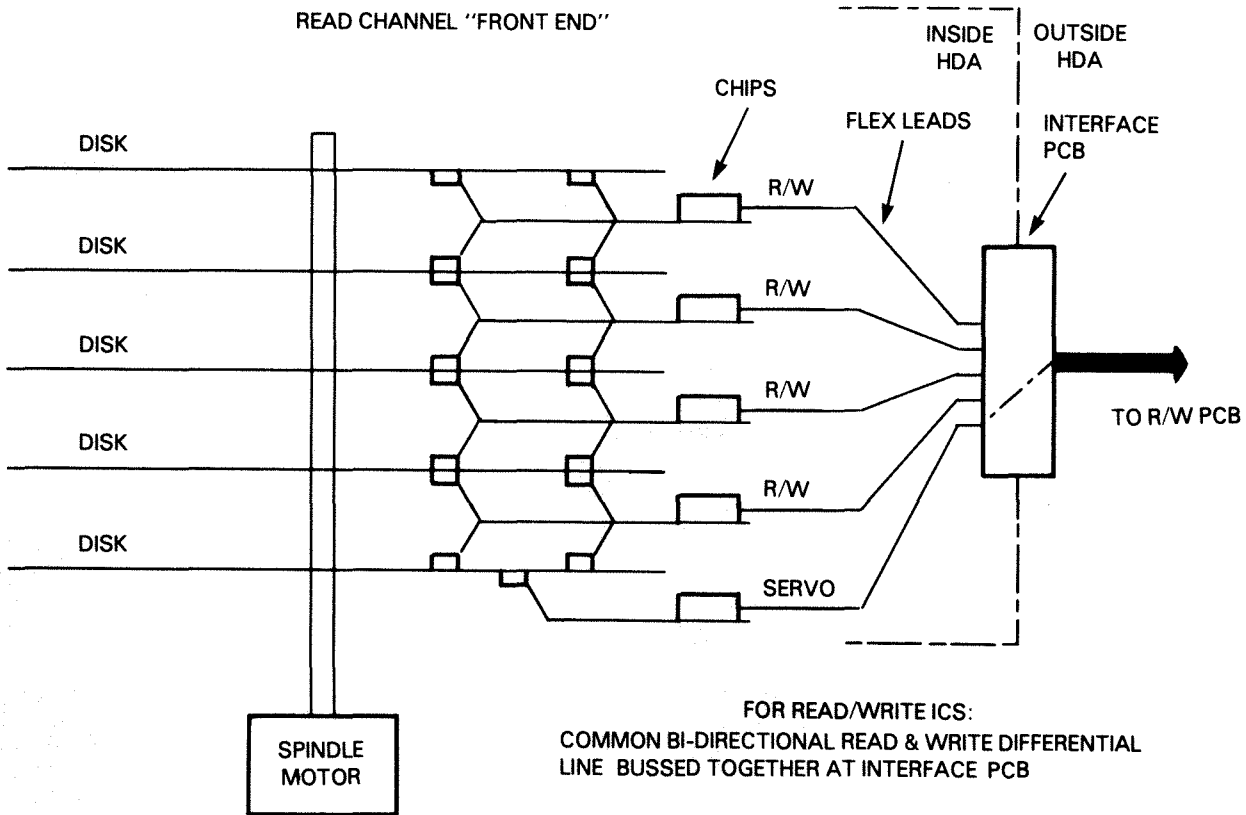 READ CHANNEL "FRONT END"
INSIDE
HDA
OUTSIDE
HDA
CHIPS
FLEX LEADS
INTERFACE
PCB
DISK
R/W
DISK
R/W
DISK
R/W
TO R/W PCB
DISK
R/W
DISK
SERVO
SPINDLE
MOTOR
FOR READ/WRITE ICS:
COMMON BI-DIRECTIONAL READ & WRITE DIFFERENTIAL
LINE BUSSED TOGETHER AT INTERFACE PCB